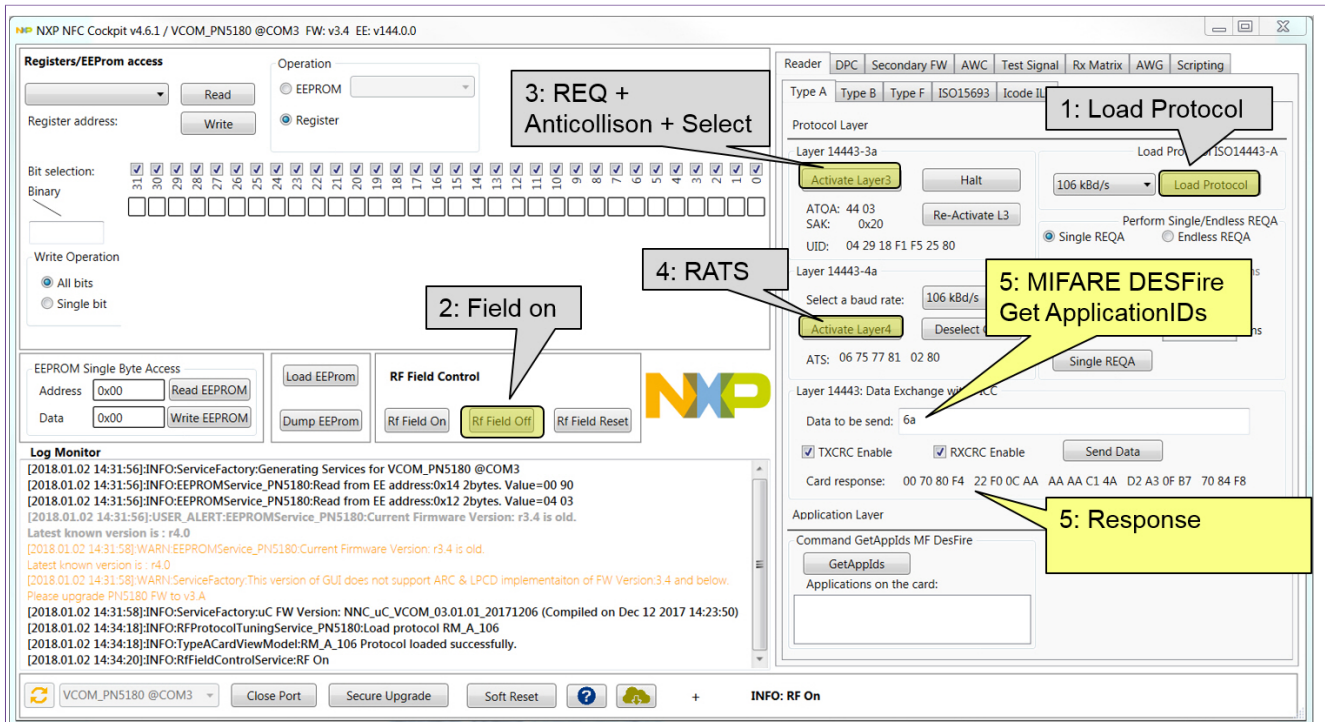 NXP NFC Cockpit v4.6.1 / VCOM_PN5180 @COM3 FW: v3.4 EE: v144.0.0
Registers/EEProm access
Operation
Read
EEPROM
Register address:
Write
Register
Bit selection:
31 30 29 28 27 26 25 24 23 22 21 20 19 18 17 16 15 14 13 12 11 10 9 8 7 6 5 4 3 2 1 0
Binary
Write Operation
All bits
Single bit
3: REQ +
Anticollison + Select
2: Field on
4: RATS
EEPROM Single Byte Access
Address 0x00 Read EEPROM
Data 0x00 Write EEPROM
Load EEProm
Dump EEProm
RF Field Control
Rf Field On Rf Field Off Rf Field Reset
NXP
Log Monitor
[2018.01.02 14:31:56]:INFO:ServiceFactory:Generating Services for VCOM_PN5180 @COM3
[2018.01.02 14:31:56]:INFO:EEPROMService_PN5180:Read from EE address:0x14 2bytes. Value=00 90
[2018.01.02 14:31:56]:INFO:EEPROMService_PN5180:Read from EE address:0x12 2bytes. Value=04 03
[2018.01.02 14:31:56]:USER_ALERT:EEPROMService_PN5180:Current Firmware Version: r3.4 is old.
Latest known version is : r4.0
[2018.01.02 14:31:58]:WARN:EEPROMService_PN5180:Current Firmware Version: r3.4 is old.
Latest known version is : r4.0
[2018.01.02 14:31:58]:WARN:ServiceFactory:This version of GUI does not support ARC & LPCD implementaiton of FW Version:3.4 and below.
Please upgrade PN5180 FW to v3.A
[2018.01.02 14:31:58]:INFO:ServiceFactory:uC FW Version: NNC_uC_VCOM_03.01.01_20171206 (Compiled on Dec 12 2017 14:23:50)
[2018.01.02 14:34:18]:INFO:RFProtocolTuningService_PN5180:Load protocol RM_A_106
[2018.01.02 14:34:18]:INFO:TypeACardViewModel:RM_A_106 Protocol loaded successfully.
[2018.01.02 14:34:20]:INFO:RfFieldControlService:RF On
Reader DPC Secondary FW AWC Test Signal Rx Matrix AWG Scripting
Type A Type B Type F ISO15693 Icode IL
1: Load Protocol
Protocol Layer
Layer 14443-3a
Activate Layer3 Halt
ATQA: 44 03
SAK: 0x20
Re-Activate L3
UID: 04 29 18 F1 F5 25 80
Load Protocol ISO14443-A
106 kBd/s Load Protocol
Perform Single/Endless REQA
Single REQA Endless REQA
Layer 14443-4a
Select a baud rate: 106 kBd/s
Activate Layer4 Deselect
ATS: 06 75 77 81 02 80
ms
Single REQA
5: MIFARE DESFire
Get ApplicationIDs
Layer 14443: Data Exchange with
Data to be send: 6a
TXCRC Enable RXCRC Enable Send Data
Card response: 00 70 80 F4 22 F0 0C AA AA AA C1 4A D2 A3 0F B7 70 84 F8
5: Response
Application Layer
Command GetAppIds MF DesFire
GetAppIds
Applications on the card:
VCOM_PN5180 @COM3 Close Port Secure Upgrade Soft Reset ? + INFO: RF On